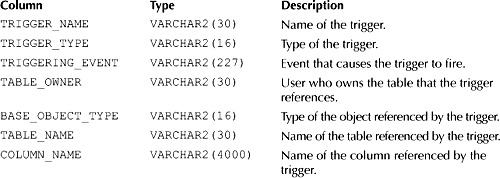 Column Type Description
TRIGGER_NAME VARCHAR2(30) Name of the trigger.
TRIGGER_TYPE VARCHAR2(16) Type of the trigger.
TRIGGERING_EVENT VARCHAR2(227) Event that causes the trigger to fire.
TABLE_OWNER VARCHAR2(30) User who owns the table that the trigger
references.
BASE_OBJECT_TYPE VARCHAR2(16) Type of the object referenced by the trigger.
TABLE_NAME VARCHAR2(30) Name of the table referenced by the trigger.
COLUMN_NAME VARCHAR2(4000) Name of the column referenced by the
trigger.